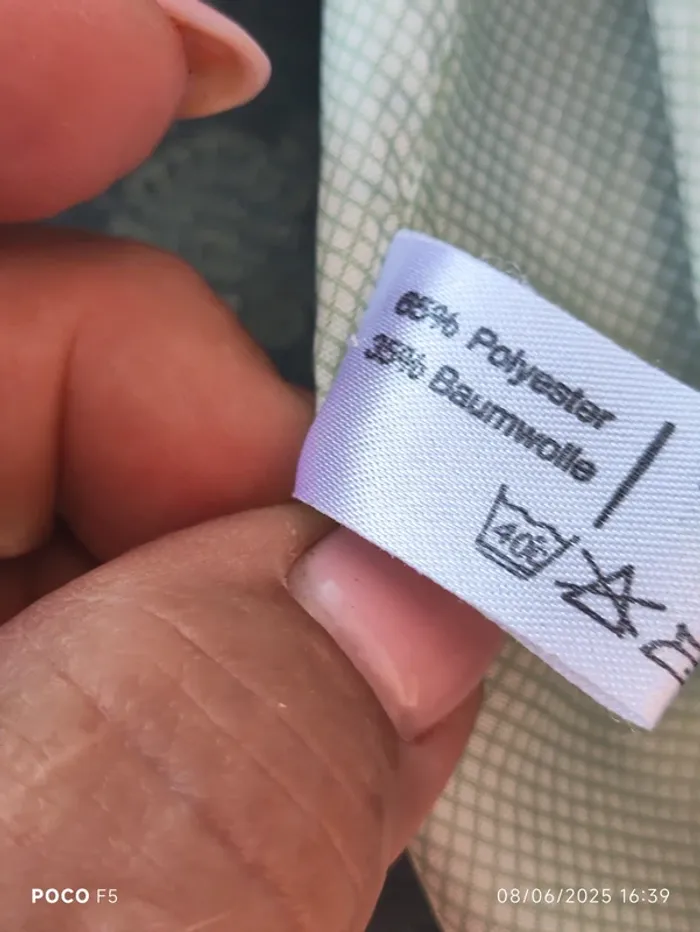 65% Polyester
35% Baumwolle
40°
POCO F5
08/06/2025 16:39